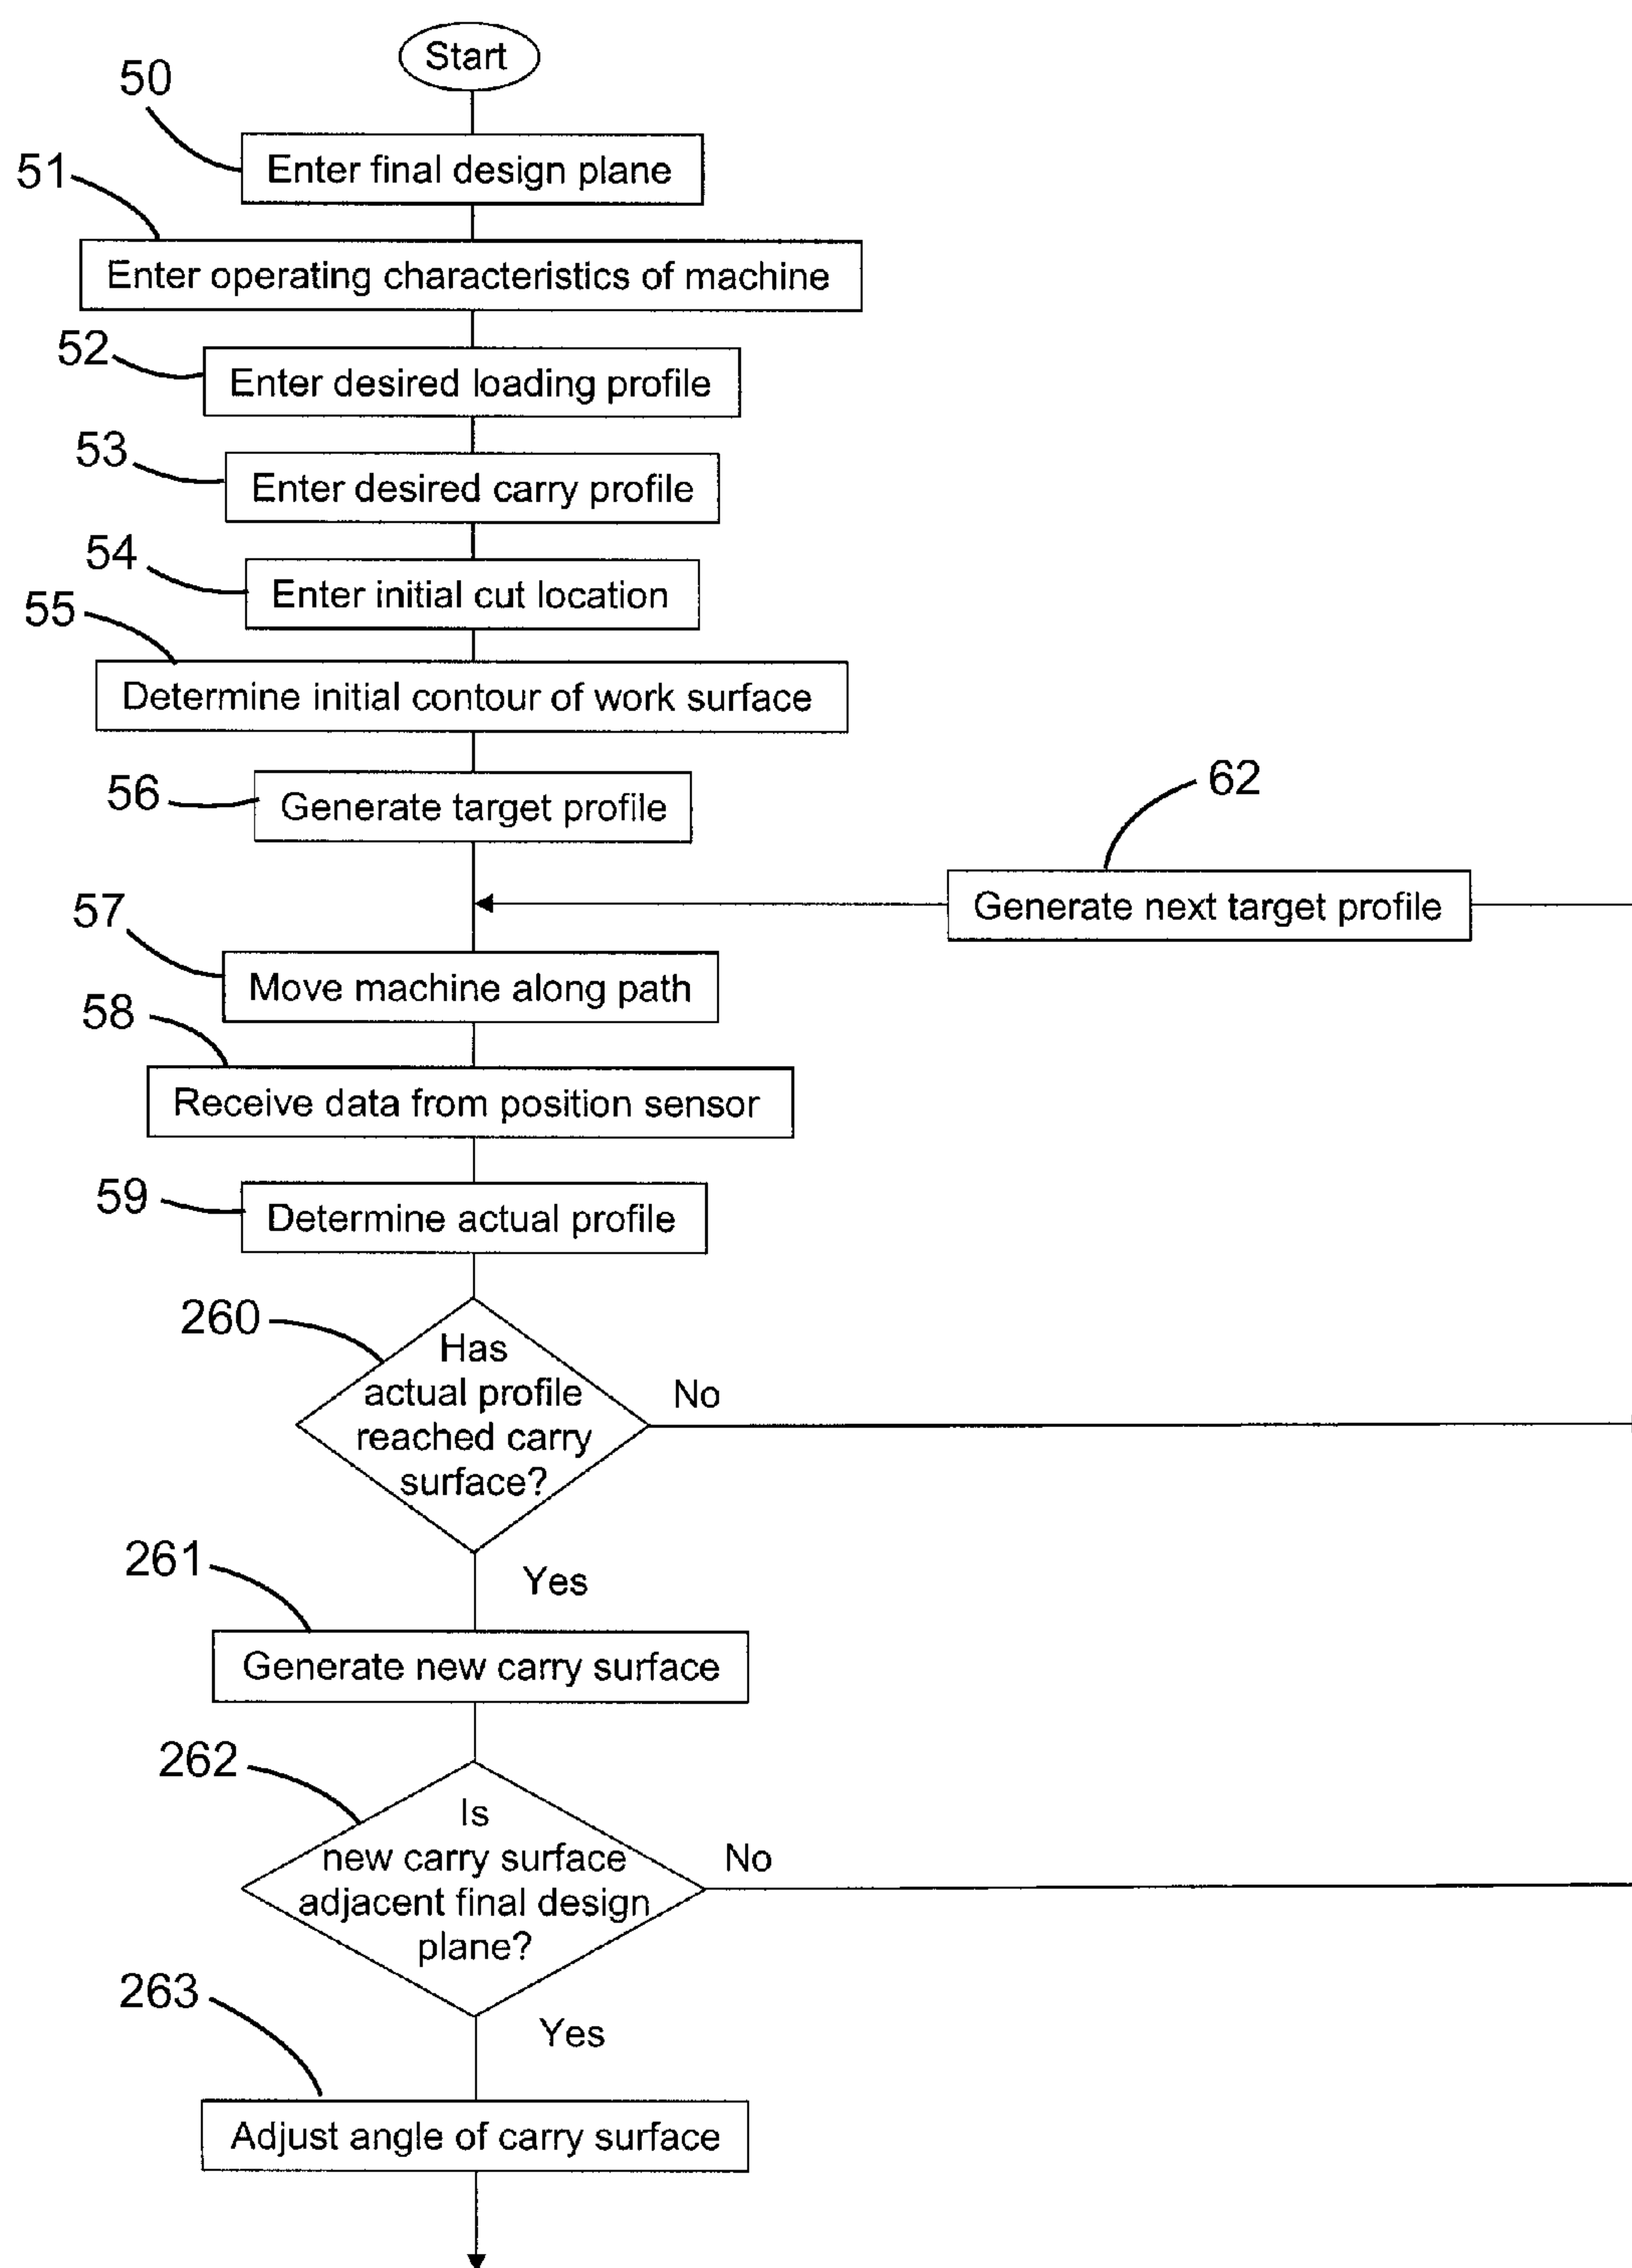 Start
50
Enter final design plane
51
Enter operating characteristics of machine
52
Enter desired loading profile
53
Enter desired carry profile
54
Enter initial cut location
55
Determine initial contour of work surface
56
Generate target profile
62
Generate next target profile
57
Move machine along path
58
Receive data from position sensor
59
Determine actual profile
260
Has
actual profile
reached carry
surface?
No
Yes
261
Generate new carry surface
262
Is
new carry surface
adjacent final design
plane?
No
Yes
263
Adjust angle of carry surface